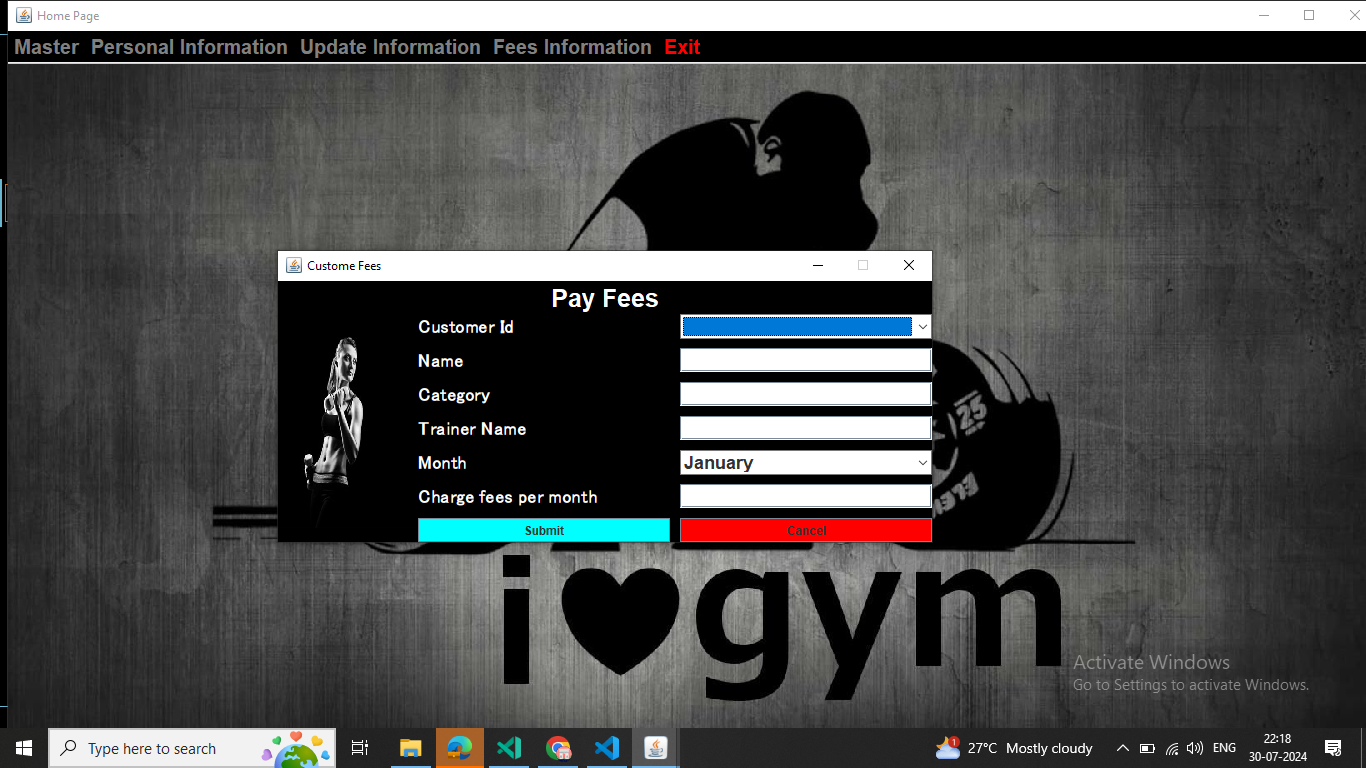 Home Page
Master Personal Information Update Information Fees Information Exit
Custome Fees
Pay Fees
Customer Id
Name
Category
Trainer Name
Month January
Charge fees per month
Submit Cancel
25
i gym
Activate Windows
Go to Settings to activate Windows.
Type here to search
1
27°C Mostly cloudy
ENG
22:18
30-07-2024